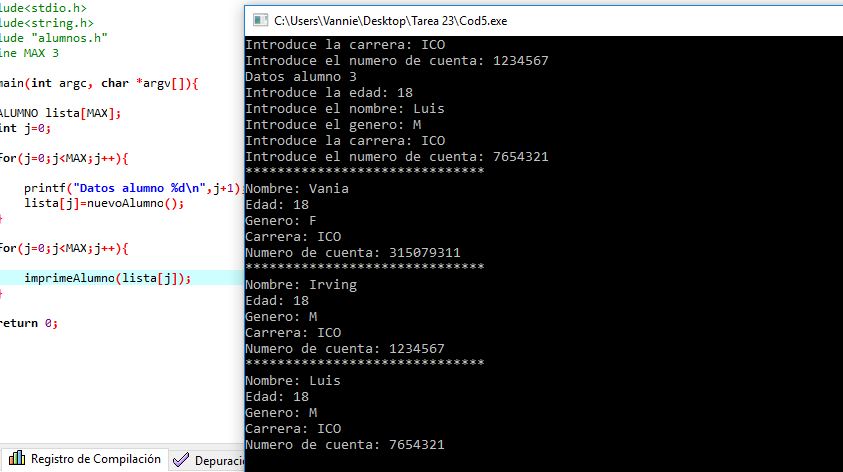 lude<stdio.h>
lude<string.h>
lude "alumnos.h"
ine MAX 3
main(int argc, char *argv[]){
ALUMNO lista[MAX];
int j=0;
for(j=0;j<MAX;j++){
printf("Datos alumno %d\n",j+1);
lista[j]=nuevoAlumno();
}
for(j=0;j<MAX;j++){
imprimeAlumno(lista[j]);
}
return 0;
Registro de Compilación
Depuraci
C:\Users\Vannie\Desktop\Tarea 23\Cod5.exe
Introduce la carrera: ICO
Introduce el numero de cuenta: 1234567
Datos alumno 3
Introduce la edad: 18
Introduce el nombre: Luis
Introduce el genero: M
Introduce la carrera: ICO
Introduce el numero de cuenta: 7654321
******************************
Nombre: Vania
Edad: 18
Genero: F
Carrera: ICO
Numero de cuenta: 315079311
******************************
Nombre: Irving
Edad: 18
Genero: M
Carrera: ICO
Numero de cuenta: 1234567
******************************
Nombre: Luis
Edad: 18
Genero: M
Carrera: ICO
Numero de cuenta: 7654321